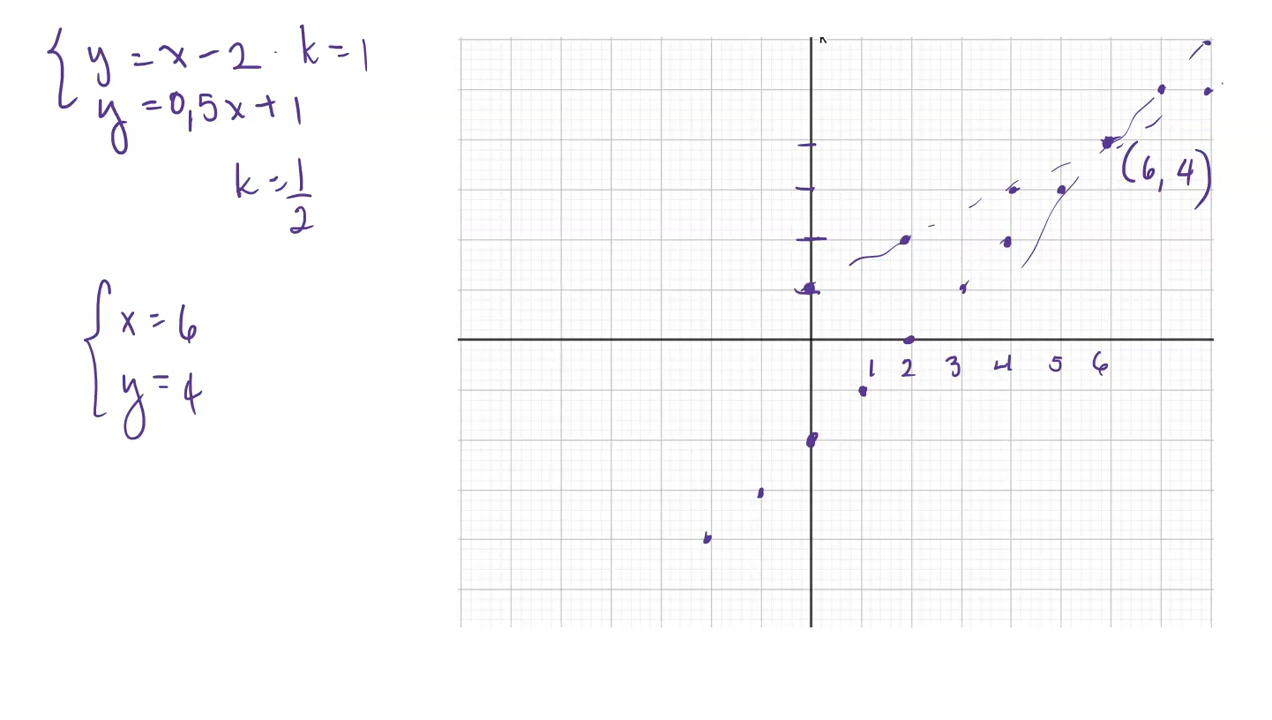 y = x - 2 k = 1
y = 0,5x + 1
k = 1/2
x = 6
y = 4
(6, 4)
1 2 3 4 5 6